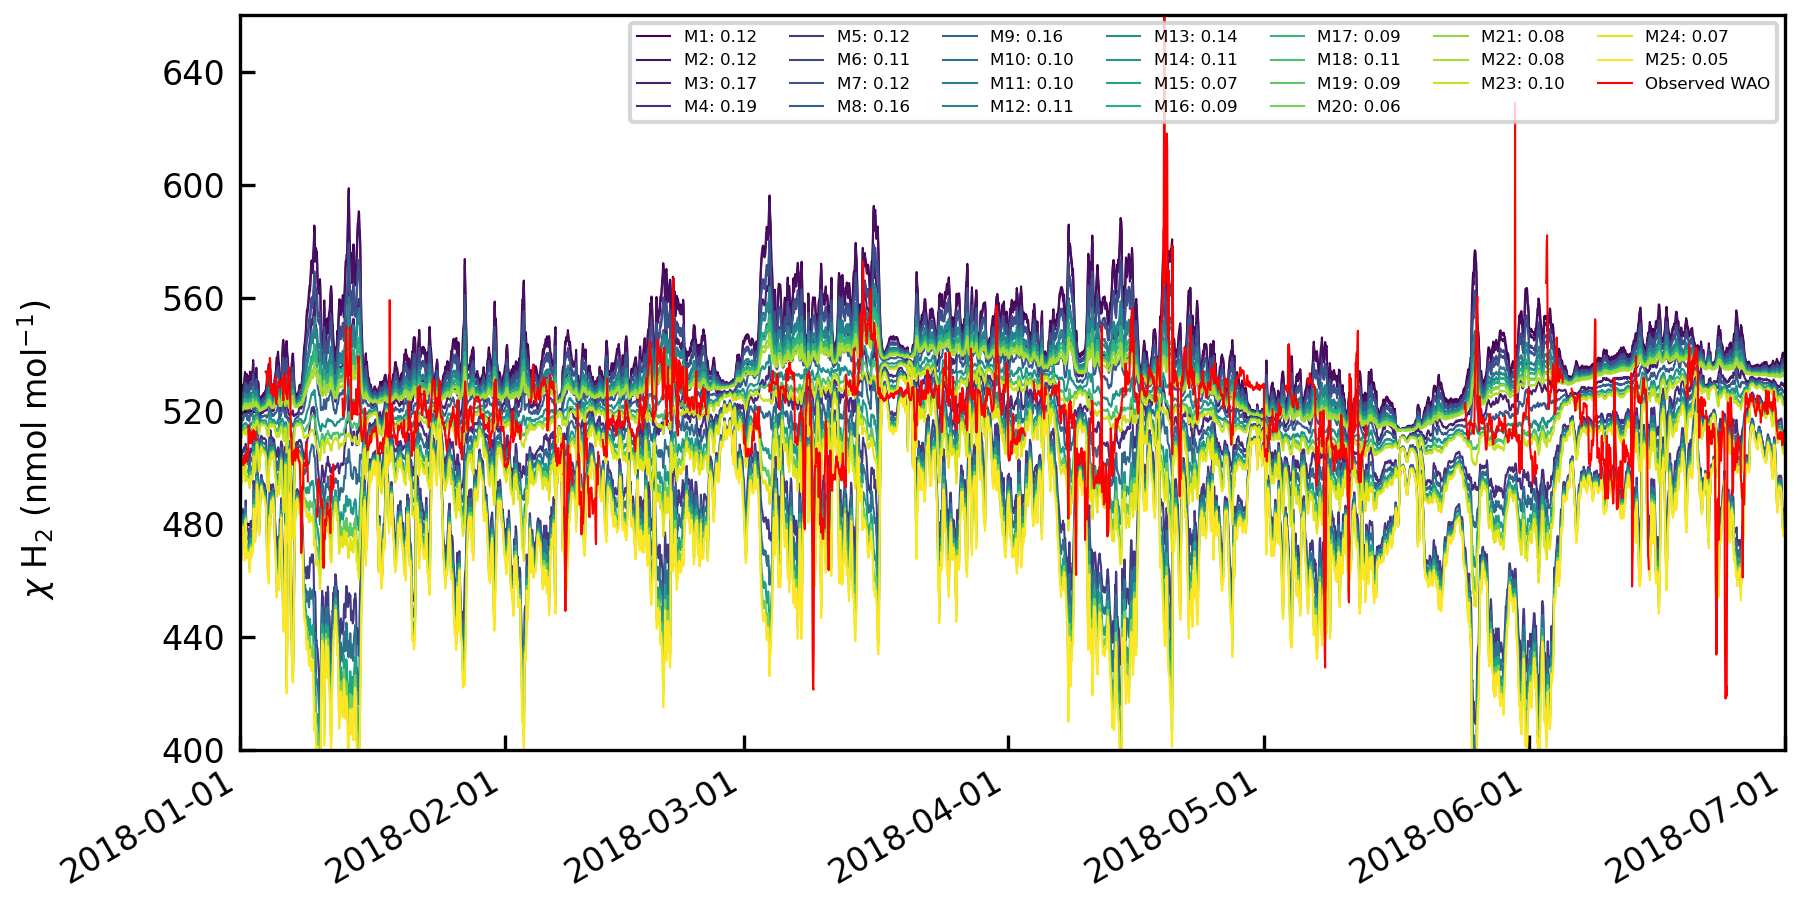 M1: 0.12 M5: 0.12 M9: 0.16 M13: 0.14 M17: 0.09 M21: 0.08 M24: 0.07
M2: 0.12 M6: 0.11 M10: 0.10 M14: 0.11 M18: 0.11 M22: 0.08 M25: 0.05
M3: 0.17 M7: 0.12 M11: 0.10 M15: 0.07 M19: 0.09 M23: 0.10 Observed WAO
M4: 0.19 M8: 0.16 M12: 0.11 M16: 0.09 M20: 0.06
640
600
560
520
480
440
400
χ H₂ (nmol mol⁻¹)
2018-01-01 2018-02-01 2018-03-01 2018-04-01 2018-05-01 2018-06-01 2018-07-01